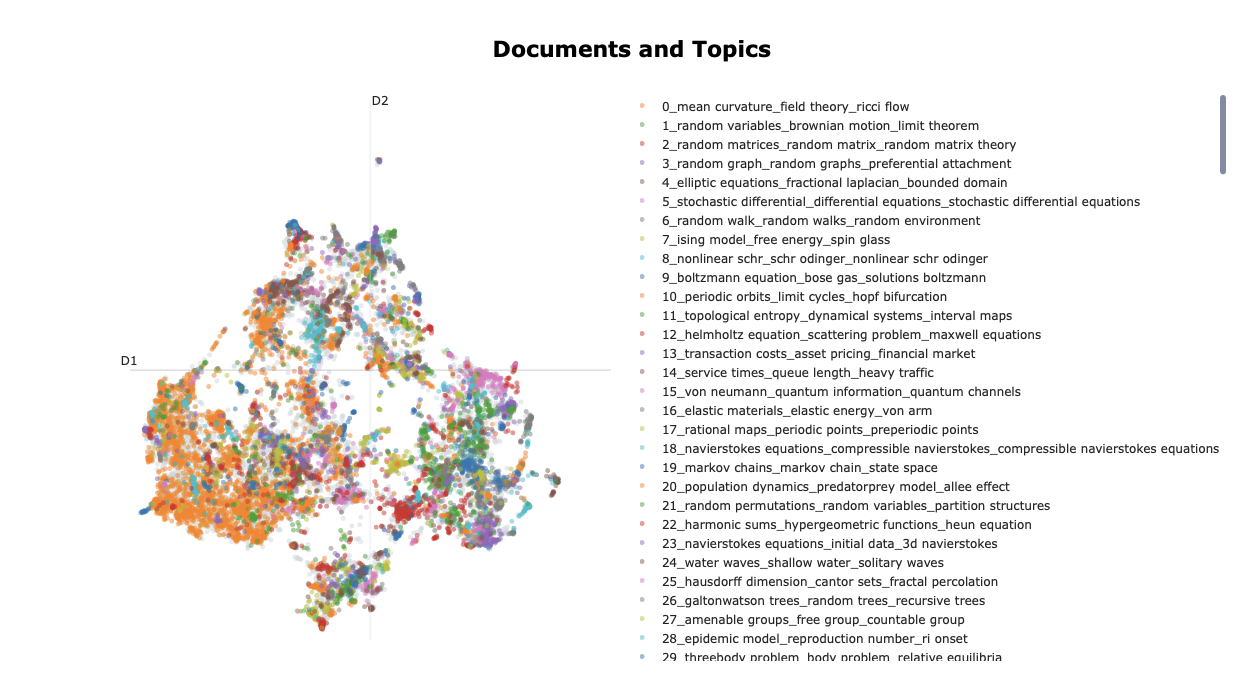 Documents and Topics
D2
D1
0_mean curvature_field theory_ricci flow
1_random variables_brownian motion_limit theorem
2_random matrices_random matrix_random matrix theory
3_random graph_random graphs_preferential attachment
4_elliptic equations_fractional laplacian_bounded domain
5_stochastic differential_differential equations_stochastic differential equations
6_random walk_random walks_random environment
7_ising model_free energy_spin glass
8_nonlinear schr_schr odinger_nonlinear schr odinger
9_boltzmann equation_bose gas_solutions boltzmann
10_periodic orbits_limit cycles_hopf bifurcation
11_topological entropy_dynamical systems_interval maps
12_helmholtz equation_scattering problem_maxwell equations
13_transaction costs_asset pricing_financial market
14_service times_queue length_heavy traffic
15_von neumann_quantum information_quantum channels
16_elastic materials_elastic energy_von arm
17_rational maps_periodic points_preperiodic points
18_navierstokes equations_compressible navierstokes_compressible navierstokes equations
19_markov chains_markov chain_state space
20_population dynamics_predatorprey model_allee effect
21_random permutations_random variables_partition structures
22_harmonic sums_hypergeometric functions_heun equation
23_navierstokes equations_initial data_3d navierstokes
24_water waves_shallow water_solitary waves
25_hausdorff dimension_cantor sets_fractal percolation
26_galtonwatson trees_random trees_recursive trees
27_amenable groups_free group_countable group
28_epidemic model_reproduction number_ri onset
29_threebody problem_body problem_relative equilibria